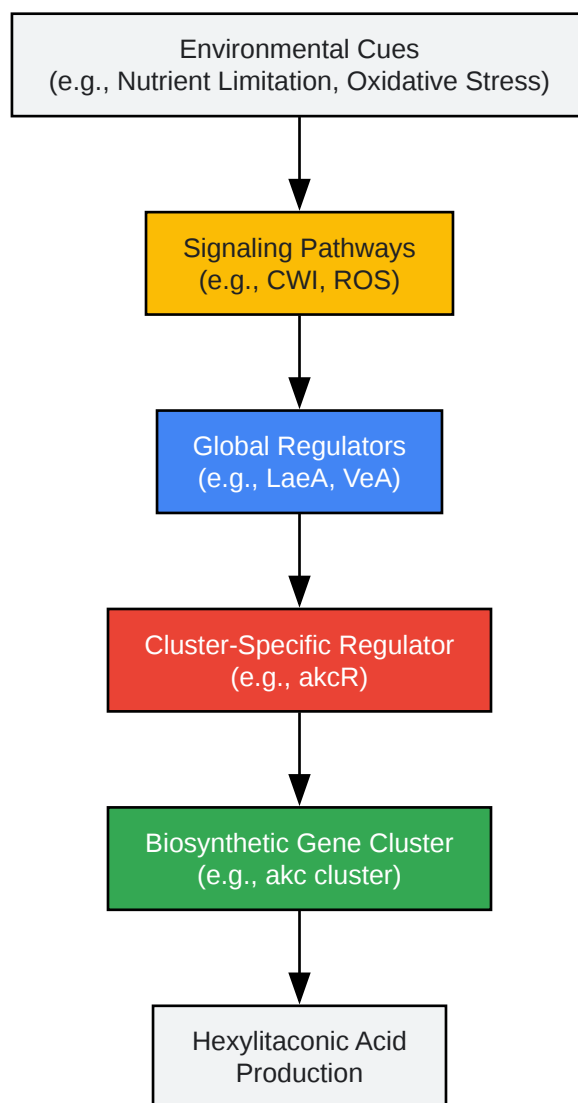 Environmental Cues
(e.g., Nutrient Limitation, Oxidative Stress)
Signaling Pathways
(e.g., CWI, ROS)
Global Regulators
(e.g., LaeA, VeA)
Cluster-Specific Regulator
(e.g., akcR)
Biosynthetic Gene Cluster
(e.g., akc cluster)
Hexylitaconic Acid
Production